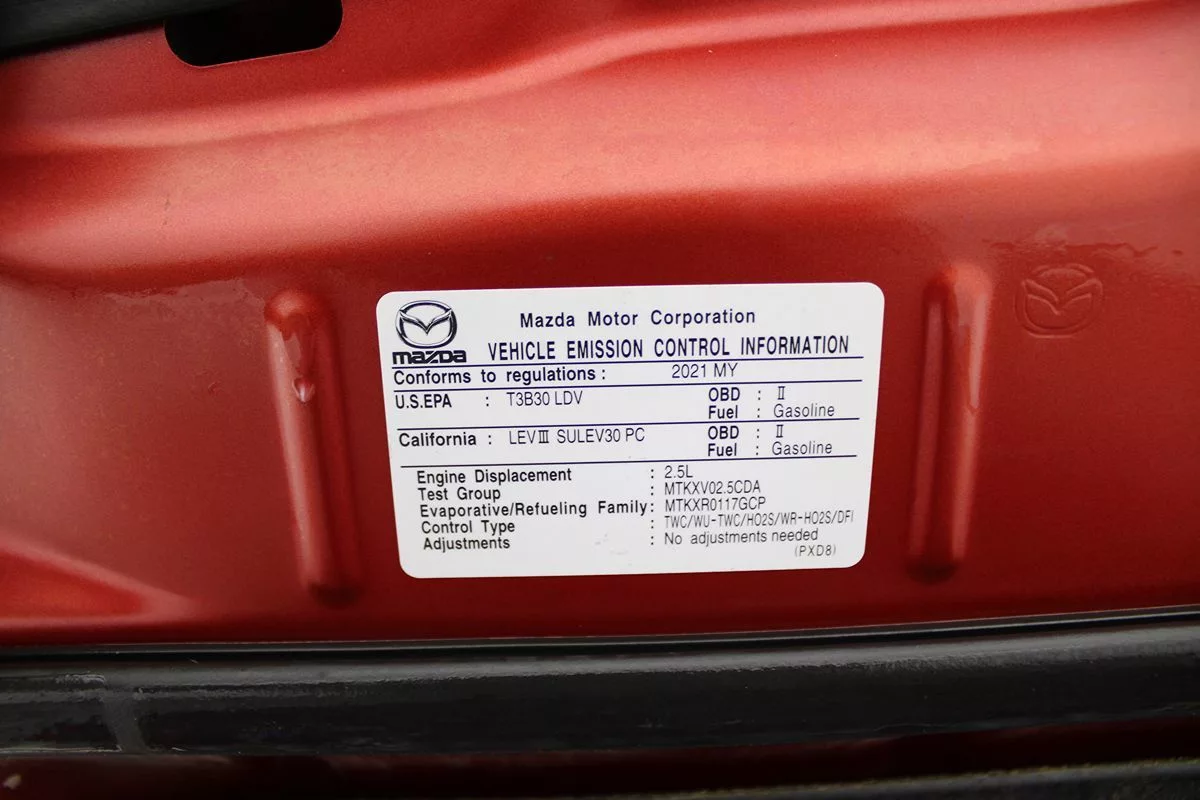 Mazda Motor Corporation
mazda VEHICLE EMISSION CONTROL INFORMATION
Conforms to regulations : 2021 MY
U.S.EPA : T3B30 LDV OBD : Ⅱ
Fuel : Gasoline
California : LEVⅢ SULEV30 PC OBD : Ⅱ
Fuel : Gasoline
Engine Displacement : 2.5L
Test Group : MTKXV02.5CDA
Evaporative/Refueling Family: MTKXR0117GCP
Control Type : TWC/WU-TWC/HO2S/WR-HO2S/DFI
Adjustments : No adjustments needed
(PXD8)